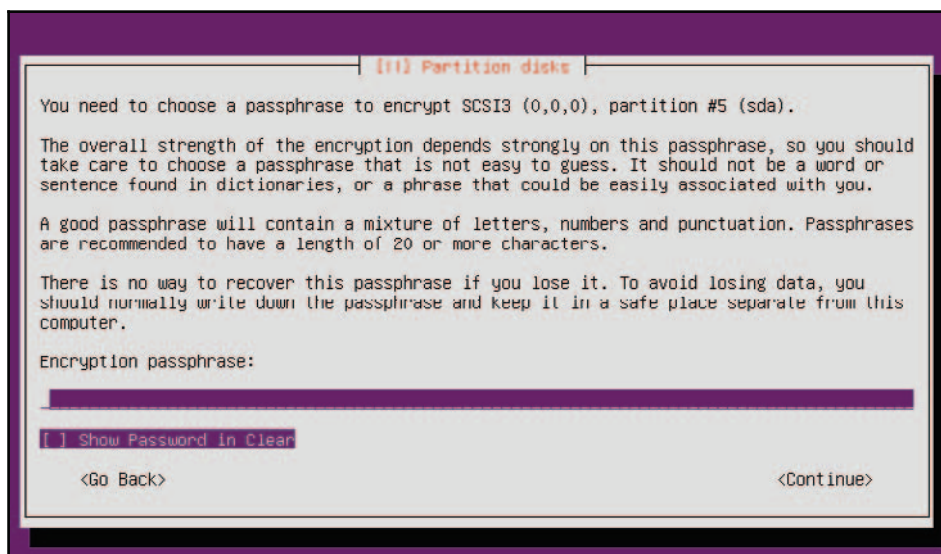 [!!] Partition disks
You need to choose a passphrase to encrypt SCSI3 (0,0,0), partition #5 (sda).
The overall strength of the encryption depends strongly on this passphrase, so you should
take care to choose a passphrase that is not easy to guess. It should not be a word or
sentence found in dictionaries, or a phrase that could be easily associated with you.
A good passphrase will contain a mixture of letters, numbers and punctuation. Passphrases
are recommended to have a length of 20 or more characters.
There is no way to recover this passphrase if you lose it. To avoid losing data, you
should normally write down the passphrase and keep it in a safe place separate from this
computer.
Encryption passphrase:
[ ] Show Password in Clear
<Go Back> <Continue>